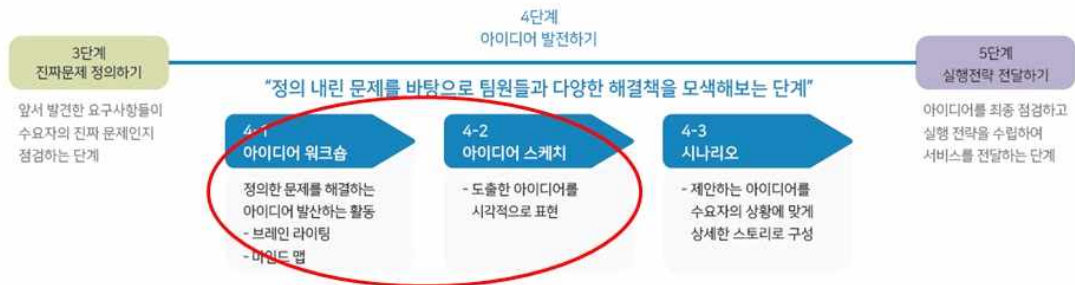 4단계
아이디어 발전하기
3단계
진짜문제 정의하기
앞서 발견한 요구사항들이
수요자의 진짜 문제인지
점검하는 단계
“정의 내린 문제를 바탕으로 팀원들과 다양한 해결책을 모색해보는 단계”
4-1
아이디어 워크숍
정의한 문제를 해결하는
아이디어 발산하는 활동
- 브레인 라이팅
- 마인드 맵
4-2
아이디어 스케치
- 도출한 아이디어를
시각적으로 표현
4-3
시나리오
- 제안하는 아이디어를
수요자의 상황에 맞게
상세한 스토리로 구성
5단계
실행전략 전달하기
아이디어를 최종 점검하고
실행 전략을 수립하여
서비스를 전달하는 단계